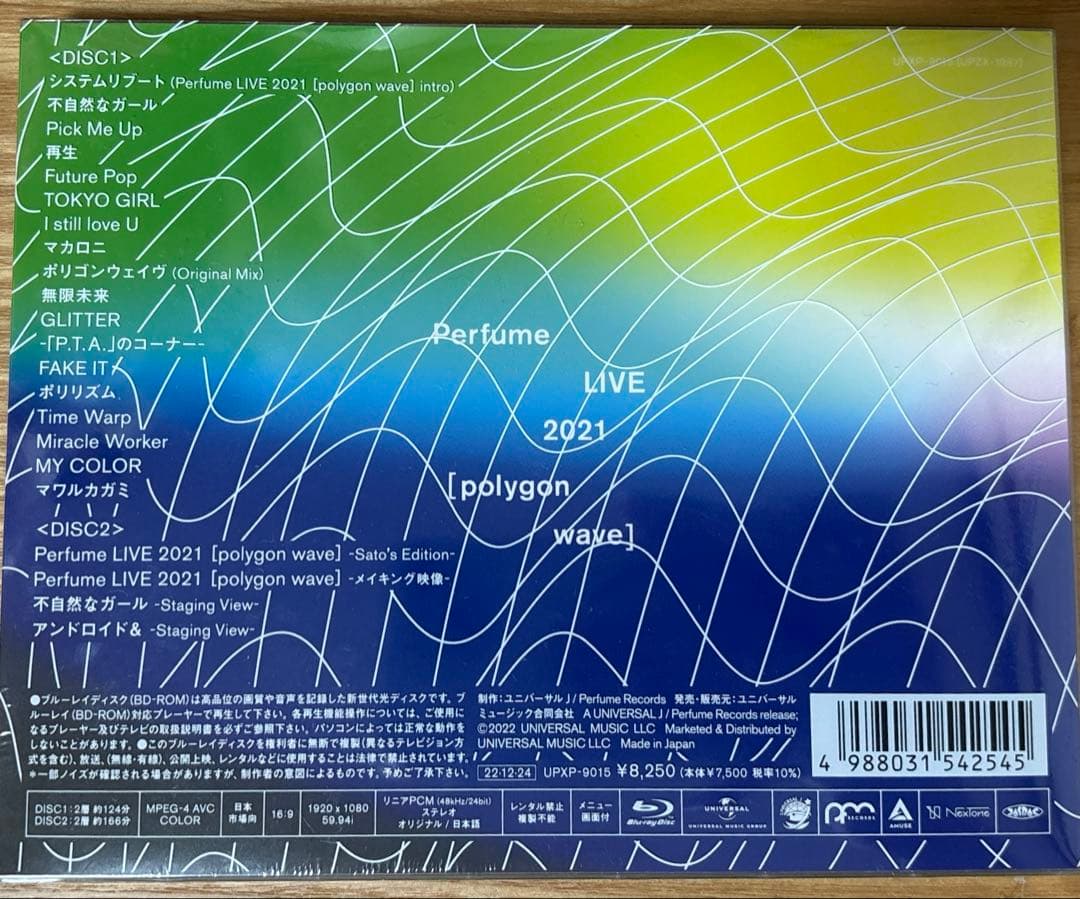 <DISC1>
システムリブート (Perfume LIVE 2021 [polygon wave] intro)
不自然なガール
Pick Me Up
再生
Future Pop
TOKYO GIRL
I still love U
マカロニ
ポリゴンウェイヴ (Original Mix)
無限未来
GLITTER
-「P.T.A.」のコーナー-
FAKE IT
ポリリズム
Time Warp
Miracle Worker
MY COLOR
マワルカガミ
<DISC2>
Perfume LIVE 2021 [polygon wave] -Sato's Edition-
Perfume LIVE 2021 [polygon wave] -メイキング映像-
不自然なガール -Staging View-
アンドロイド& -Staging View-
Perfume
LIVE
2021
[polygon
wave]
●ブルーレイディスク(BD-ROM)は高品位の画質や音声を記録した新世代光ディスクです。ブ
ルーレイ(BD-ROM)対応プレーヤーで再生して下さい。各再生機能操作については、ご使用に
なるプレーヤー及びテレビの取扱説明書を必ずご参照下さい。パソコンによっては正常な動作を
しないことがあります。●このブルーレイディスクを権利者に無断で複製(異なるテレビジョン方
式を含む)、放送、(無線・有線)、公開上映、レンタルなどに使用することは法律で禁止されています。
*一部ノイズが確認される場合がありますが、制作者の意図によるものです。予めご了承下さい。
制作:ユニバーサルJ/Perfume Records 発売・販売元:ユニバーサル
ミュージック合同会社 A UNIVERSAL J/Perfume Records release;
©2022 UNIVERSAL MUSIC LLC Marketed & Distributed by
UNIVERSAL MUSIC LLC Made in Japan
22・12・24 UPXP-9015 ¥8,250 (本体¥7,500 税率10%)
4 988031 542545
DISC1:2層 約124分
DISC2:2層 約166分
MPEG-4 AVC
COLOR
日本
市場向
16:9
1920 x 1080
59.94i
リニアPCM (48kHz/24bit)
ステレオ
オリジナル/日本語
レンタル禁止
複製不能
メニュー
画面付
Blu-ray Disc
UNIVERSAL
UNIVERSAL MUSIC GROUP
RECORDS
AMUSE
NexTone